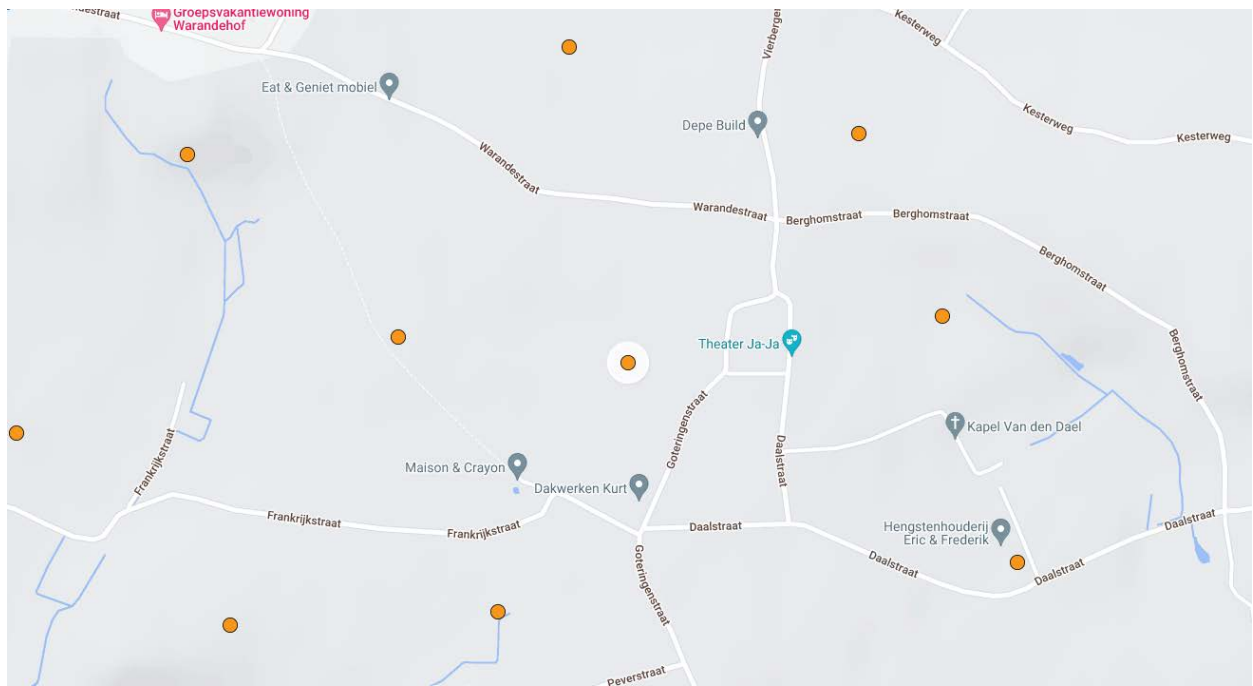 Groepsvakantiewoning
Warandehof
Kesterweg
Eat & Geniet mobiel
Depe Build
Kesterweg
Kesterweg
Warandestraat
Warandestraat
Berghomstraat
Berghomstraat
Berghomstraat
Theater Ja-Ja
Berghomstraat
Goteringenstraat
Kapel Van den Dael
Frankrijkstraat
Daalstraat
Maison & Crayon
Dakwerken Kurt
Frankrijkstraat
Frankrijkstraat
Daalstraat
Hengstenhouderij
Eric & Frederik
Daalstraat
Daalstraat
Daalstraat
Goteringenstraat
Peverstraat